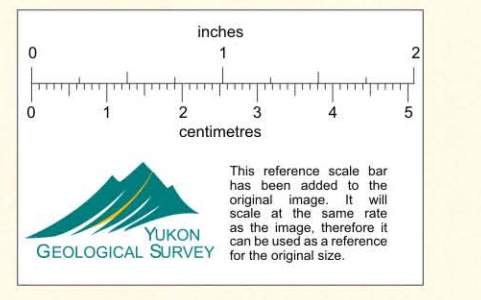 inches
0 1 2
0 1 2 3 4 5
centimetres
This reference scale bar
has been added to the
original image. It will
scale at the same rate
as the image, therefore it
can be used as a reference
for the original size.
YUKON
GEOLOGICAL SURVEY